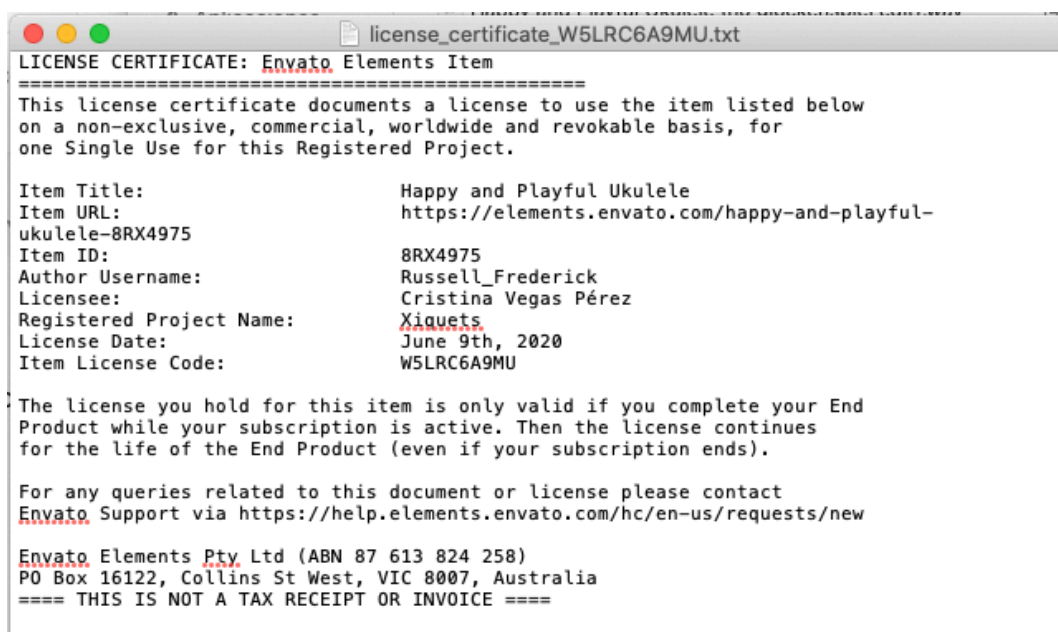 license_certificate_W5LRC6A9MU.txt
LICENSE CERTIFICATE: Envato Elements Item
=================================================
This license certificate documents a license to use the item listed below
on a non-exclusive, commercial, worldwide and revokable basis, for
one Single Use for this Registered Project.
Item Title: Happy and Playful Ukulele
Item URL: https://elements.envato.com/happy-and-playful-
ukulele-8RX4975
Item ID: 8RX4975
Author Username: Russell_Frederick
Licensee: Cristina Vegas Pérez
Registered Project Name: Xiquets
License Date: June 9th, 2020
Item License Code: W5LRC6A9MU
The license you hold for this item is only valid if you complete your End
Product while your subscription is active. Then the license continues
for the life of the End Product (even if your subscription ends).
For any queries related to this document or license please contact
Envato Support via https://help.elements.envato.com/hc/en-us/requests/new
Envato Elements Pty Ltd (ABN 87 613 824 258)
PO Box 16122, Collins St West, VIC 8007, Australia
==== THIS IS NOT A TAX RECEIPT OR INVOICE ====